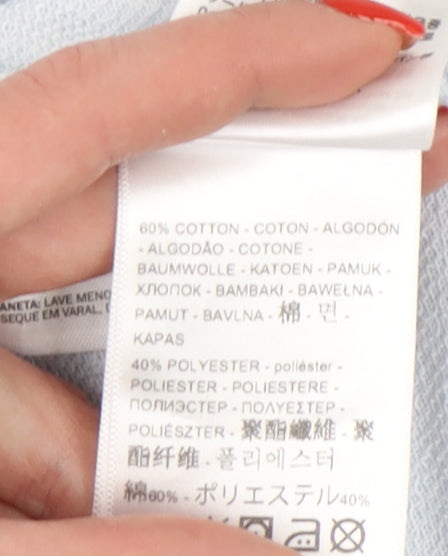 60% COTTON - COTON - ALGODÓN
- ALGODÃO - COTONE -
BAUMWOLLE - KATOEN - PAMUK -
ХЛОПОК - BAMBAKI - BAWEŁNA -
PAMUT - BAVLNA - 棉 - 면 -
KAPAS
40% POLYESTER - poliéster -
POLIESTER - POLIESTERE -
ПОЛИЭСТЕР - ΠΟΛΥΕΣΤΕΡ -
POLIÉSZTER - 聚酯纖維 - 聚
酯纤维 - 폴리에스터
綿60% - ポリエステル40%
ANETA: LAVE MENO
SEQUE EM VARAL,